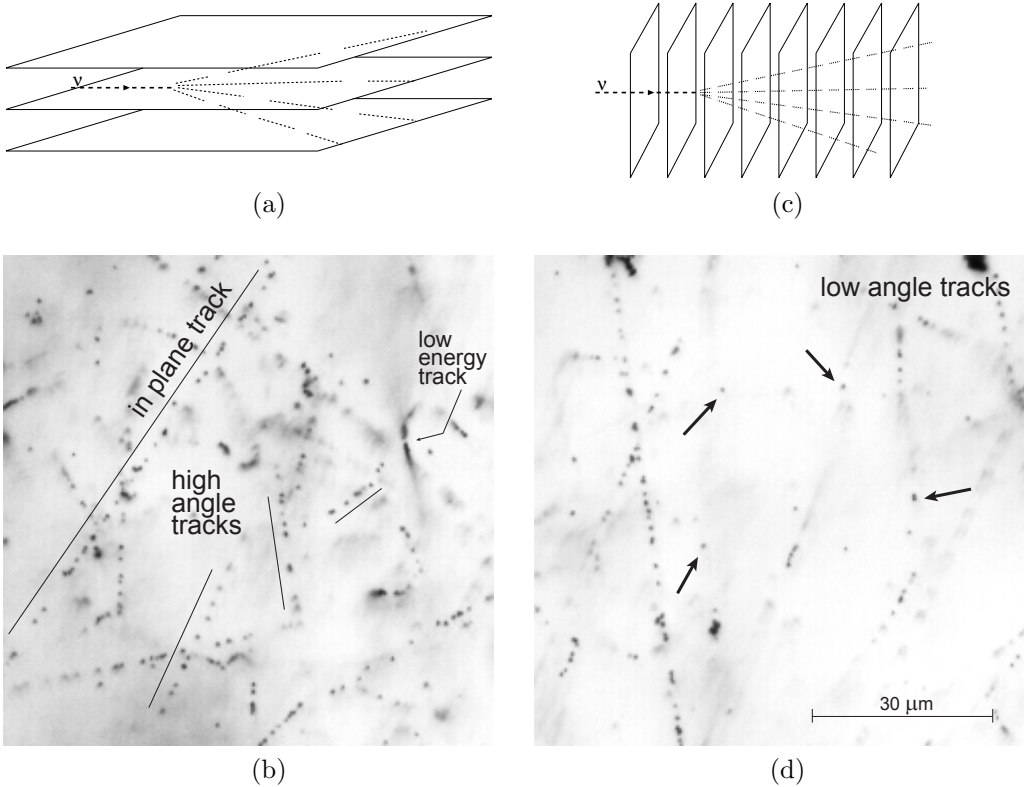 ν
(a)
ν
(c)
in plane track
low
energy
track
high
angle
tracks
(b)
low angle tracks
30 μm
(d)